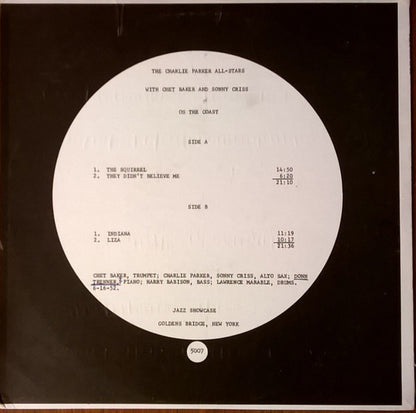 THE CHARLIE PARKER ALL-STARS
WITH CHET BAKER AND SONNY CRISS
ON THE COAST
SIDE A
1. THE SQUIRREL 14:50
2. THEY DIDN'T BELIEVE ME 6:20
21:10
SIDE B
1. INDIANA 11:19
2. LIZA 10:17
21:36
CHET BAKER, TRUMPET; CHARLIE PARKER, SONNY CRISS, ALTO SAX; DONN
TRENNER, PIANO; HARRY BABISON, BASS; LAWRENCE MARABLE, DRUMS.
6-16-52.
JAZZ SHOWCASE
GOLDENS BRIDGE, NEW YORK
5007